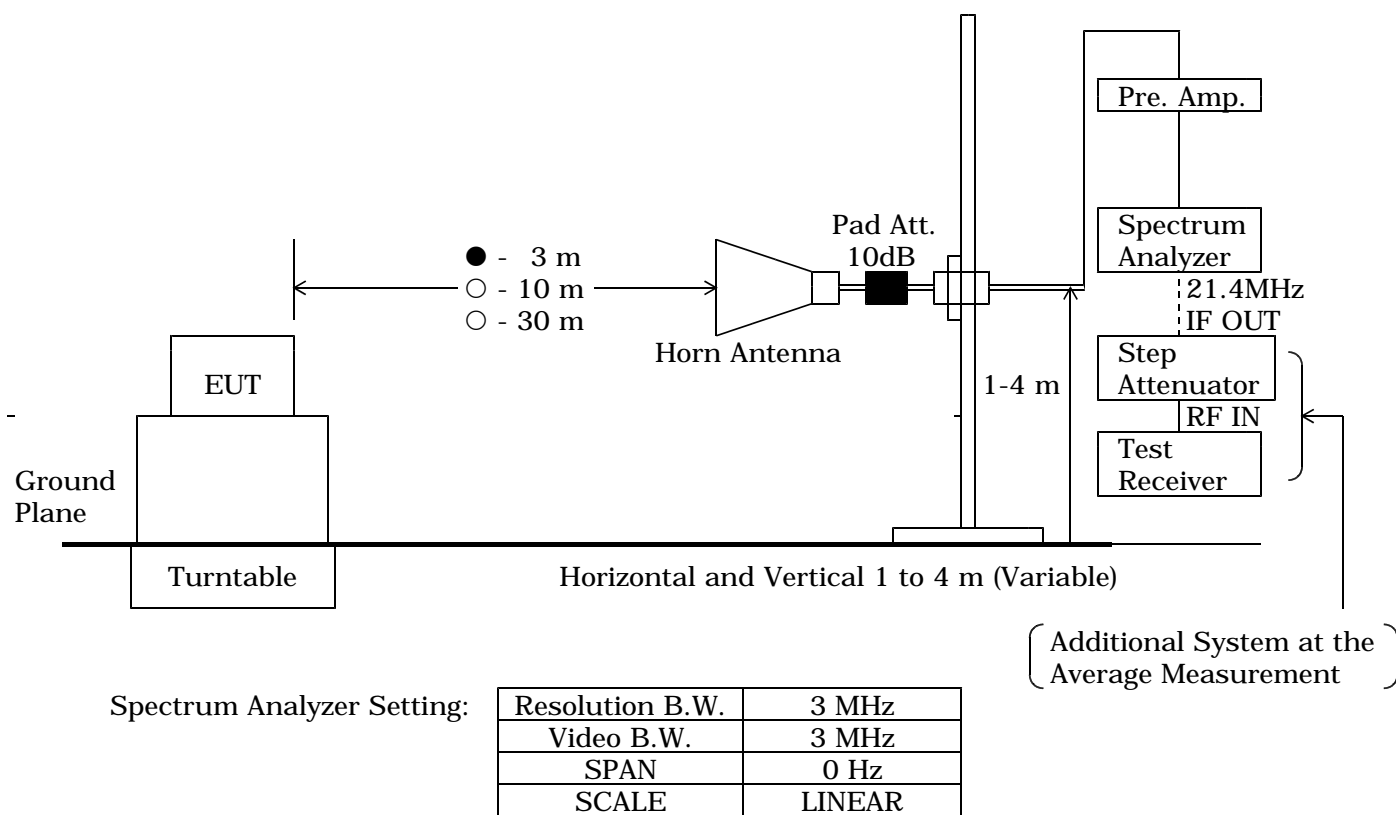 Pre. Amp.
Pad Att.
10dB
Spectrum
Analyzer
● - 3 m
○ - 10 m
○ - 30 m
21.4MHz
IF OUT
Horn Antenna
Step
Attenuator
EUT
1-4 m
RF IN
Test
Receiver
Ground
Plane
Turntable
Horizontal and Vertical 1 to 4 m (Variable)
Additional System at the
Average Measurement
Spectrum Analyzer Setting:
Resolution B.W. 3 MHz
Video B.W. 3 MHz
SPAN 0 Hz
SCALE LINEAR